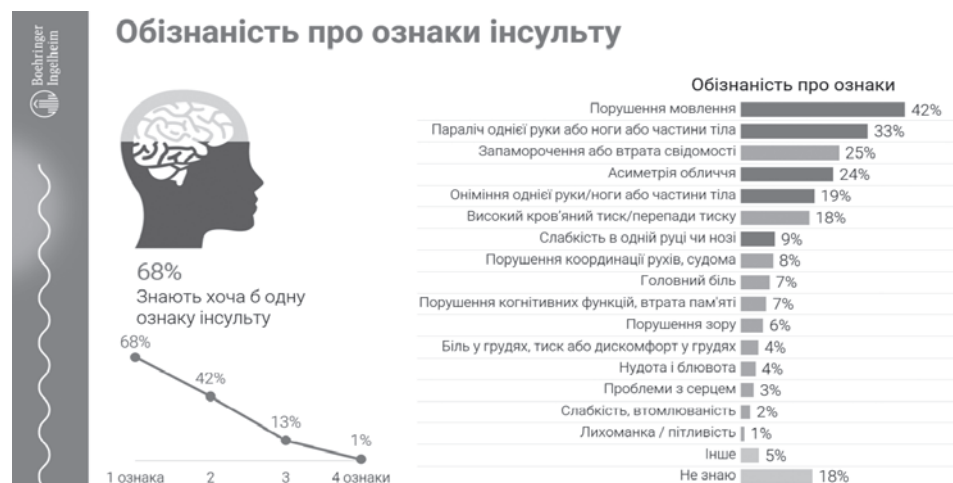 Boehringer
Ingelheim
Обізнаність про ознаки інсульту
68%
Знають хоча б одну
ознаку інсульту
68%
42%
13%
1%
1 ознака 2 3 4 ознаки
Обізнаність про ознаки
Порушення мовлення 42%
Параліч однієї руки або ноги або частини тіла 33%
Запаморочення або втрата свідомості 25%
Асиметрія обличчя 24%
Оніміння однієї руки/ноги або частини тіла 19%
Високий кров'яний тиск/перепади тиску 18%
Слабкість в одній руці чи нозі 9%
Порушення координації рухів, судома 8%
Головний біль 7%
Порушення когнітивних функцій, втрата пам'яті 7%
Порушення зору 6%
Біль у грудях, тиск або дискомфорт у грудях 4%
Нудота і блювота 4%
Проблеми з серцем 3%
Слабкість, втомлюваність 2%
Лихоманка / пітливість 1%
Інше 5%
Не знаю 18%